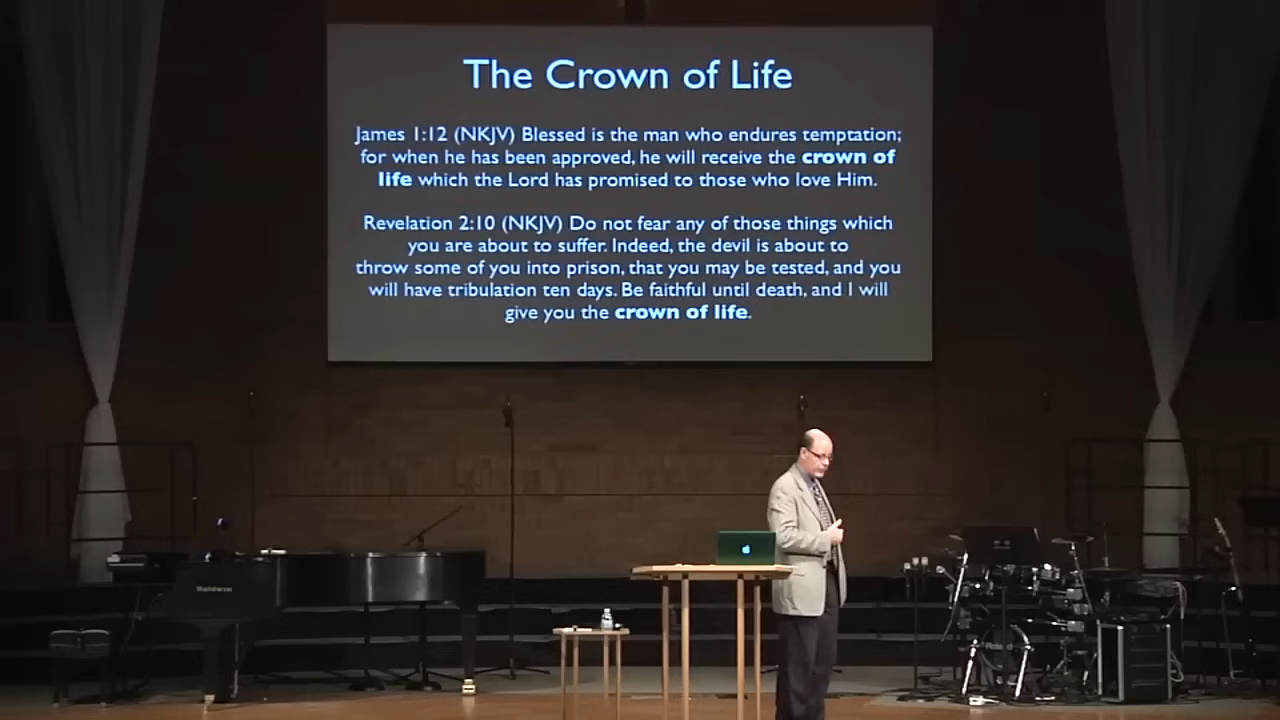 The Crown of Life
James 1:12 (NKJV) Blessed is the man who endures temptation;
for when he has been approved, he will receive the crown of
life which the Lord has promised to those who love Him.
Revelation 2:10 (NKJV) Do not fear any of those things which
you are about to suffer. Indeed, the devil is about to
throw some of you into prison, that you may be tested, and you
will have tribulation ten days. Be faithful until death, and I will
give you the crown of life.
Baldwin
Roland